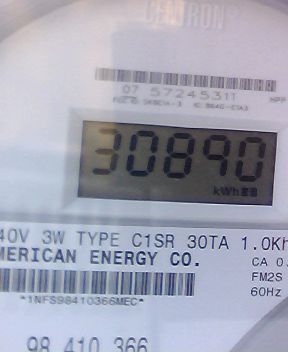 CENTRON®
07 57245311
30890
kWh
40V 3W TYPE C1SR 30TA 1.0Kh
MERICAN ENERGY CO.
CA 0.
FM2S
60Hz
*1NFS98410366MEC*
98 410 366